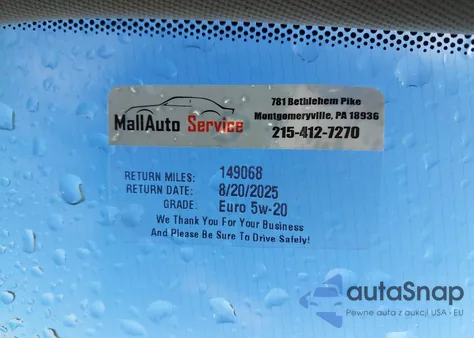 MallAuto Service
781 Bethlehem Pike
Montgomeryville, PA 18936
215-412-7270
RETURN MILES: 149068
RETURN DATE: 8/20/2025
GRADE: Euro 5w-20
We Thank You For Your Business
And Please Be Sure To Drive Safely!
autaSnap
Pewne auta z aukcji USA - EU